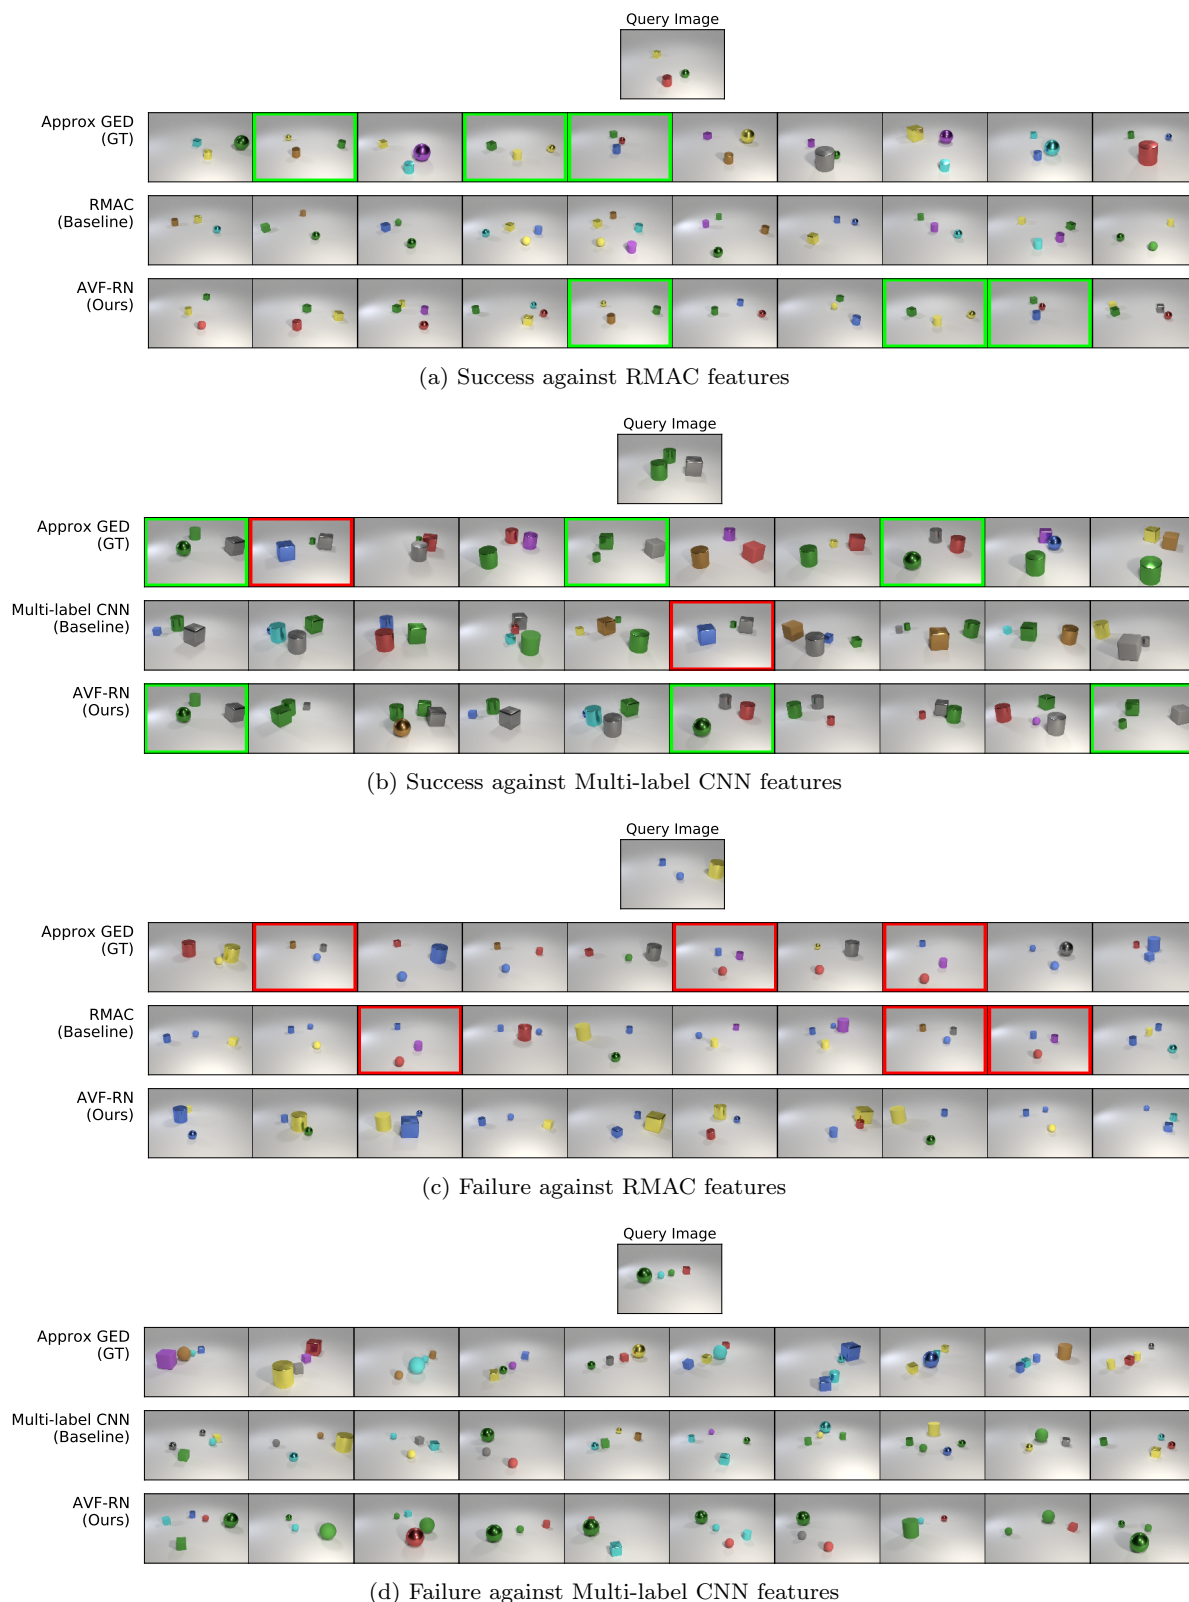 Query Image
Approx GED
(GT)
RMAC
(Baseline)
AVF-RN
(Ours)
(a) Success against RMAC features
Query Image
Approx GED
(GT)
Multi-label CNN
(Baseline)
AVF-RN
(Ours)
(b) Success against Multi-label CNN features
Query Image
Approx GED
(GT)
RMAC
(Baseline)
AVF-RN
(Ours)
(c) Failure against RMAC features
Query Image
Approx GED
(GT)
Multi-label CNN
(Baseline)
AVF-RN
(Ours)
(d) Failure against Multi-label CNN features